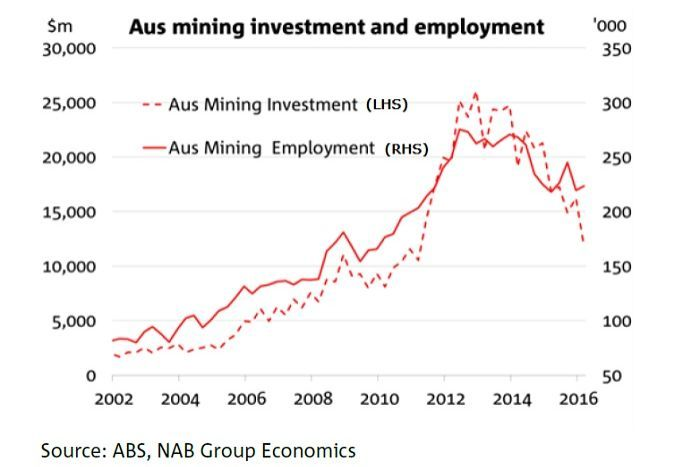 $m Aus mining investment and employment '000
30,000 350
25,000 300
-- Aus Mining Investment (LHS)
— Aus Mining Employment (RHS)
20,000 250
15,000 200
10,000 150
5,000 100
0 50
2002 2004 2006 2008 2010 2012 2014 2016
Source: ABS, NAB Group Economics